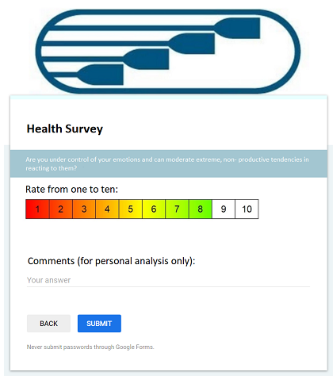 Health Survey
Are you under control of your emotions and can moderate extreme, non- productive tendencies in
reacting to them?
Rate from one to ten:
1 2 3 4 5 6 7 8 9 10
Comments (for personal analysis only):
Your answer
BACK SUBMIT
Never submit passwords through Google Forms.